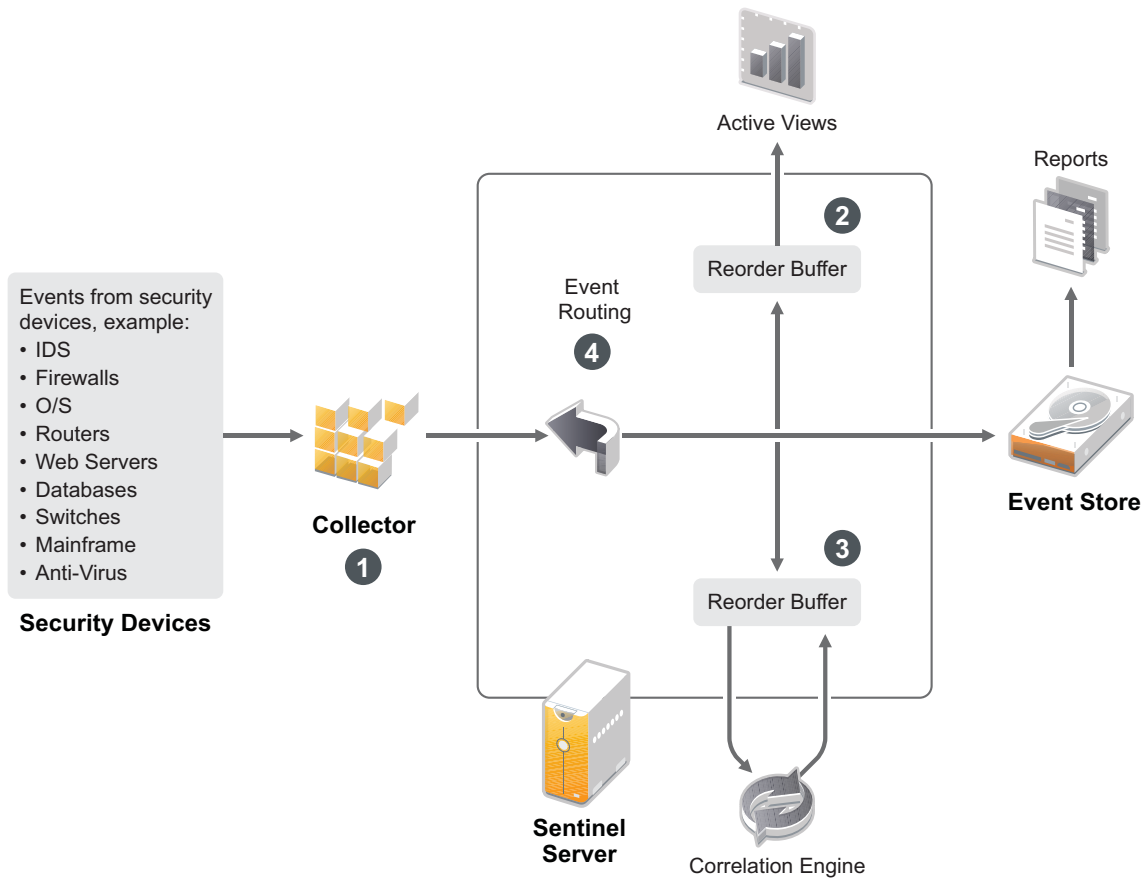 Active Views
Reports
2
Reorder Buffer
Event
Routing
4
Events from security
devices, example:
• IDS
• Firewalls
• O/S
• Routers
• Web Servers
• Databases
• Switches
• Mainframe
• Anti-Virus
Security Devices
Collector
1
Event Store
3
Reorder Buffer
Sentinel
Server
Correlation Engine